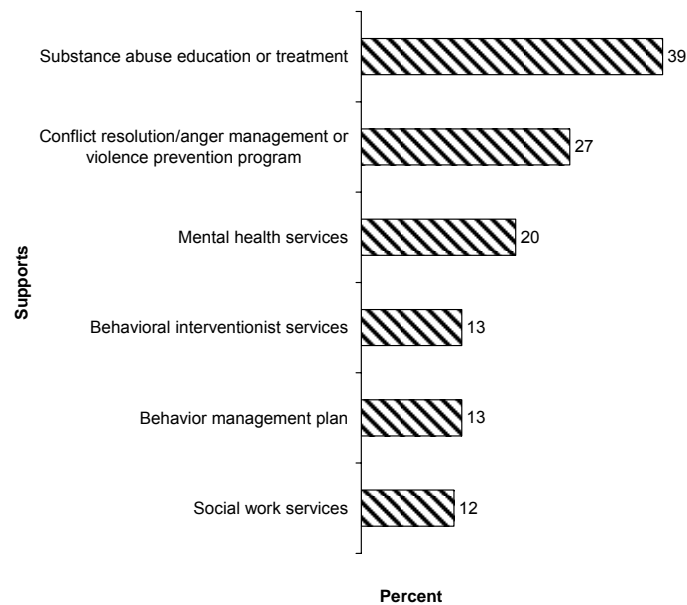 Substance abuse education or treatment
39
Conflict resolution/anger management or
violence prevention program
27
Mental health services
20
Behavioral interventionist services
13
Behavior management plan
13
Social work services
12
Supports
Percent